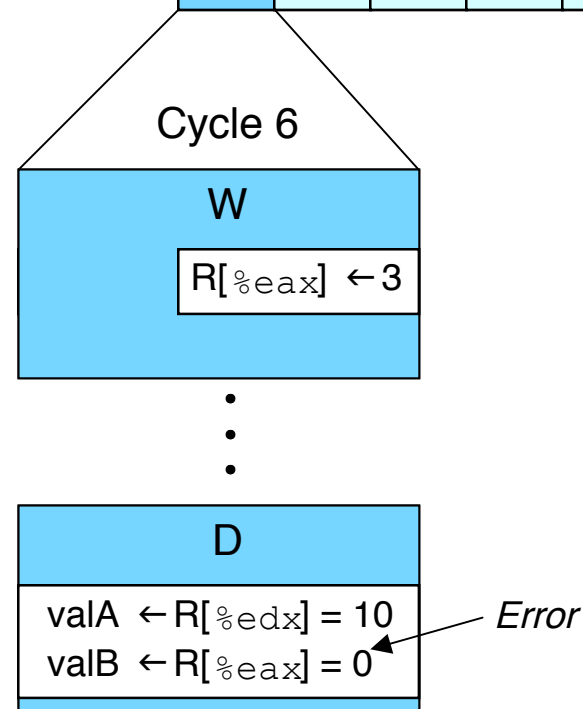 Cycle 6
W
R[%eax] ←3
D
valA ←R[%edx] = 10
valB ←R[%eax] = 0
Error